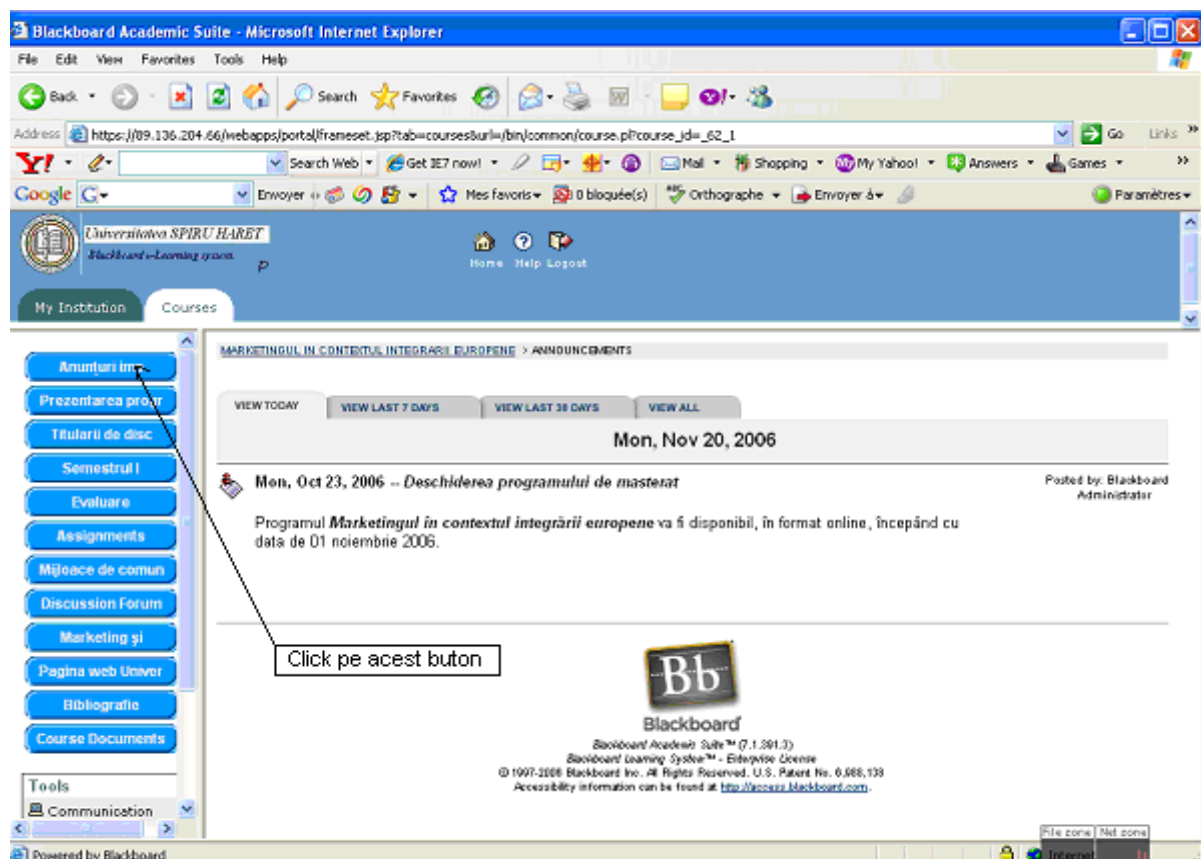 Blackboard Academic Suite - Microsoft Internet Explorer
File Edit View Favorites Tools Help
Back Search Favorites
Address https://89.136.204.66/webapps/portal/frameset.jsp?tab=courses&url=/bin/common/course.pl?course_id=_62_1 Go Links »
Y! Search Web Get IE7 now! Mail Shopping My Yahoo! Answers Games »
Google G Envoyer Mes favoris 0 bloquée(s) Orthographe Envoyer à Paramètres
Universitatea SPIRU HARET
Blackboard e-Learning system
P
Home Help Logout
My Institution Courses
Anunţuri im
Prezentarea progr
Titularii de disc
Semestrul I
Evaluare
Assignments
Mijloace de comun
Discussion Forum
Marketing şi
Pagina web Univer
Bibliografie
Course Documents
Tools
Communication
MARKETINGUL IN CONTEXTUL INTEGRARII EUROPENE > ANNOUNCEMENTS
VIEW TODAY VIEW LAST 7 DAYS VIEW LAST 30 DAYS VIEW ALL
Mon, Nov 20, 2006
Mon, Oct 23, 2006 -- Deschiderea programului de masterat
Posted by: Blackboard
Administrator
Programul Marketingul în contextul integrării europene va fi disponibil, în format online, începând cu
data de 01 noiembrie 2006.
Click pe acest buton
Bb
Blackboard
Blackboard Academic Suite™ (7.1.391.3)
Blackboard Learning System™ - Enterprise License
© 1997-2006 Blackboard Inc. All Rights Reserved. U.S. Patent No. 6,988,138
Accessibility information can be found at http://access.blackboard.com.
File zone Net zone
Powered by Blackboard Internet